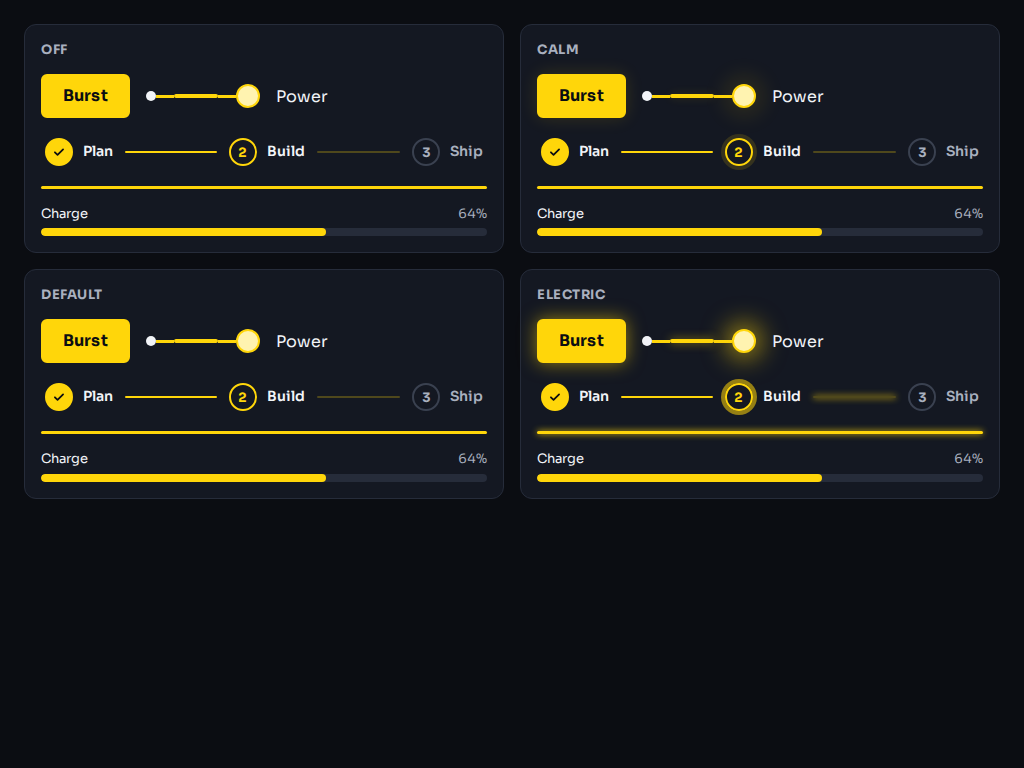 OFF
Burst Power
Plan 2 Build 3 Ship
Charge 64%
CALM
Burst Power
Plan 2 Build 3 Ship
Charge 64%
DEFAULT
Burst Power
Plan 2 Build 3 Ship
Charge 64%
ELECTRIC
Burst Power
Plan 2 Build 3 Ship
Charge 64%